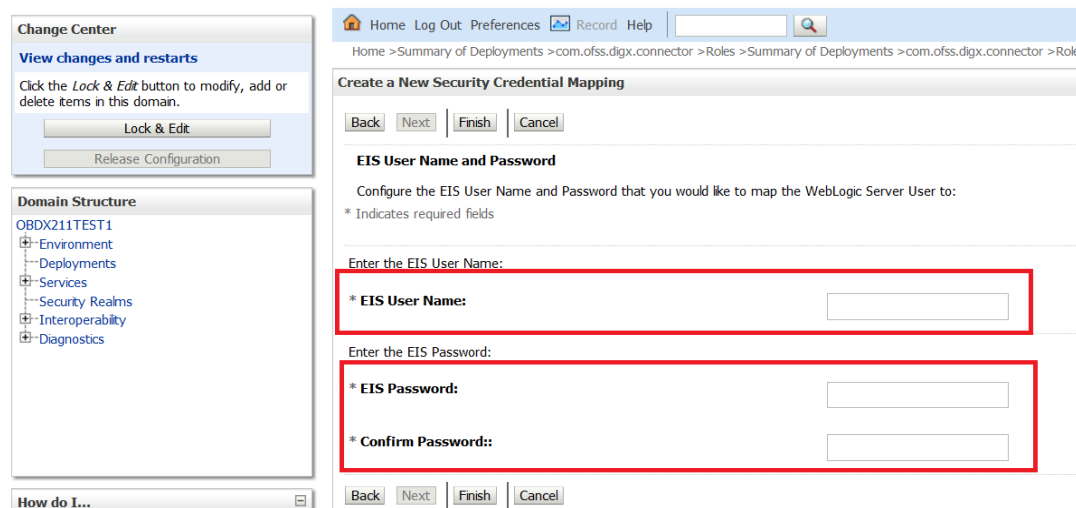 Change Center
View changes and restarts
Click the Lock & Edit button to modify, add or
delete items in this domain.
Lock & Edit
Release Configuration
Domain Structure
OBDX211TEST1
Environment
Deployments
Services
Security Realms
Interoperability
Diagnostics
How do I...
Home Log Out Preferences Record Help
Home >Summary of Deployments >com.ofss.digx.connector >Roles >Summary of Deployments >com.ofss.digx.connector >Role
Create a New Security Credential Mapping
Back Next Finish Cancel
EIS User Name and Password
Configure the EIS User Name and Password that you would like to map the WebLogic Server User to:
* Indicates required fields
Enter the EIS User Name:
* EIS User Name:
Enter the EIS Password:
* EIS Password:
* Confirm Password::
Back Next Finish Cancel